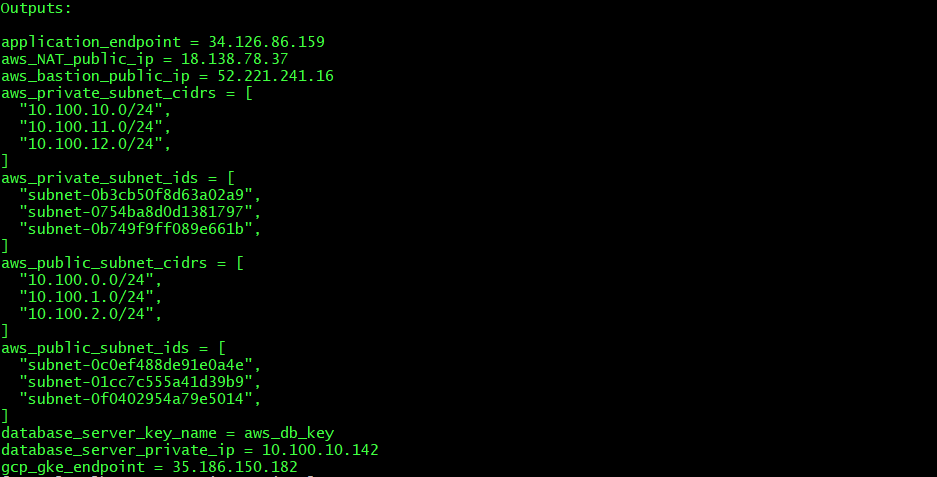 Outputs:
application_endpoint = 34.126.86.159
aws_NAT_public_ip = 18.138.78.37
aws_bastion_public_ip = 52.221.241.16
aws_private_subnet_cidrs = [
"10.100.10.0/24",
"10.100.11.0/24",
"10.100.12.0/24",
]
aws_private_subnet_ids = [
"subnet-0b3cb50f8d63a02a9",
"subnet-0754ba8d0d1381797",
"subnet-0b749f9ff089e661b",
]
aws_public_subnet_cidrs = [
"10.100.0.0/24",
"10.100.1.0/24",
"10.100.2.0/24",
]
aws_public_subnet_ids = [
"subnet-0c0ef488de91e0a4e",
"subnet-01cc7c555a41d39b9",
"subnet-0f0402954a79e5014",
]
database_server_key_name = aws_db_key
database_server_private_ip = 10.100.10.142
gcp_gke_endpoint = 35.186.150.182